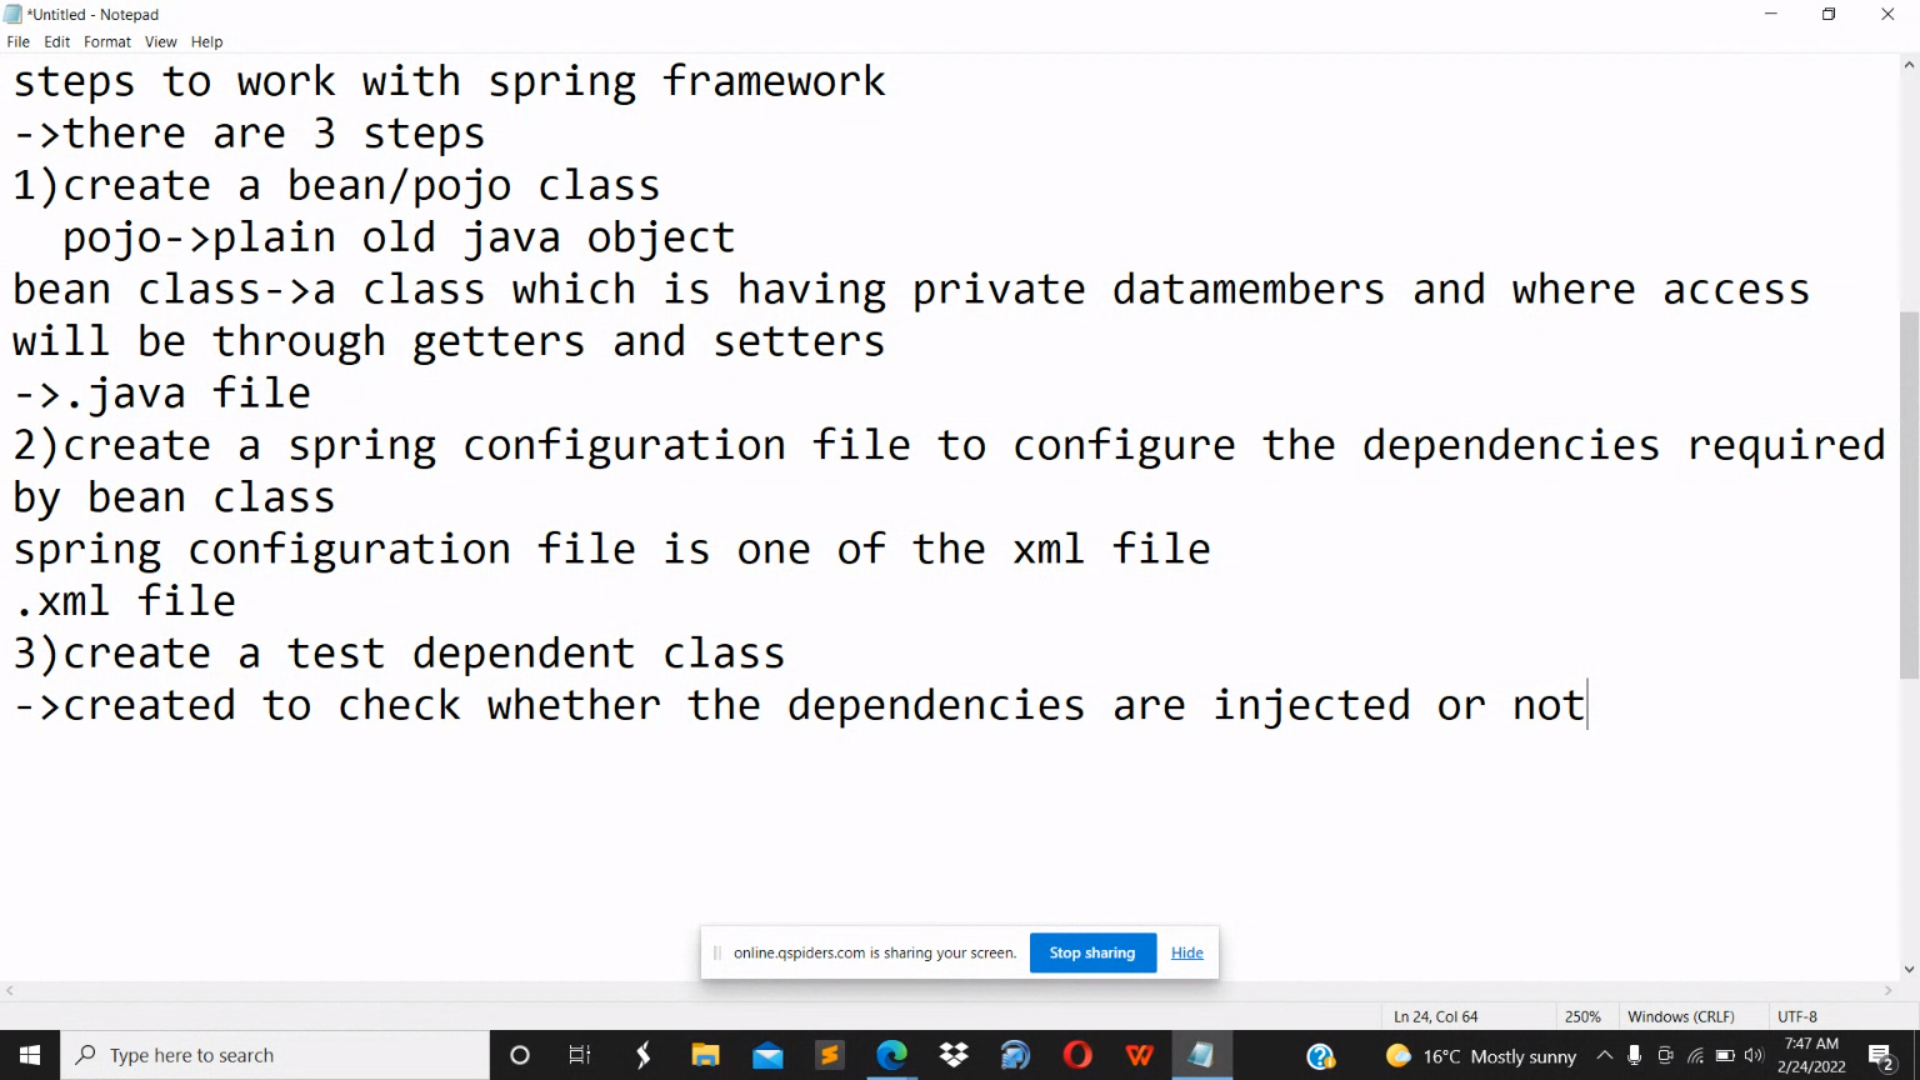 *Untitled - Notepad
File Edit Format View Help
steps to work with spring framework
->there are 3 steps
1)create a bean/pojo class
pojo->plain old java object
bean class->a class which is having private datamembers and where access
will be through getters and setters
->.java file
2)create a spring configuration file to configure the dependencies required
by bean class
spring configuration file is one of the xml file
.xml file
3)create a test dependent class
->created to check whether the dependencies are injected or not
online.qspiders.com is sharing your screen. Stop sharing Hide
Ln 24, Col 64 250% Windows (CRLF) UTF-8
Type here to search 16°C Mostly sunny 7:47 AM
2/24/2022 2